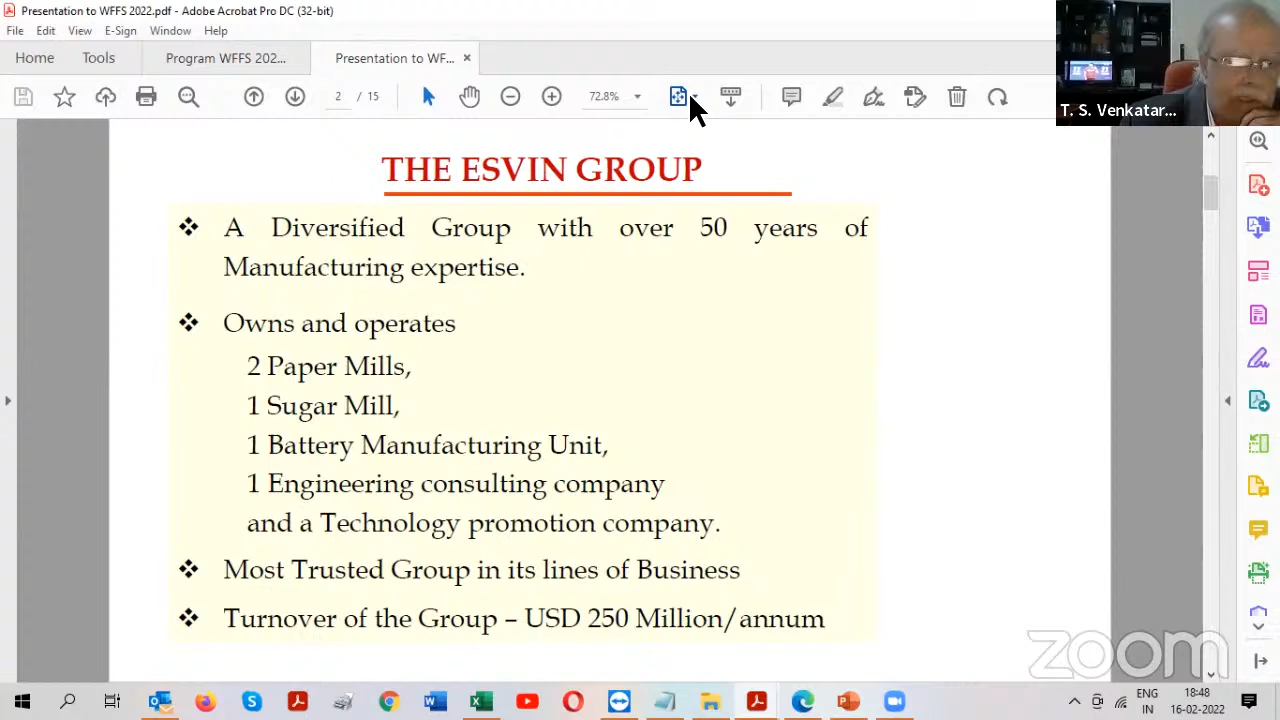 Presentation to WFFS 2022.pdf - Adobe Acrobat Pro DC (32-bit)
File Edit View E-Sign Window Help
Home Tools Program WFFS 202... Presentation to WF... ×
2 / 15 72.8%
T. S. Venkatar...
THE ESVIN GROUP
A Diversified Group with over 50 years of
Manufacturing expertise.
Owns and operates
2 Paper Mills,
1 Sugar Mill,
1 Battery Manufacturing Unit,
1 Engineering consulting company
and a Technology promotion company.
Most Trusted Group in its lines of Business
Turnover of the Group – USD 250 Million/annum
zoom
ENG
IN
18:48
16-02-2022